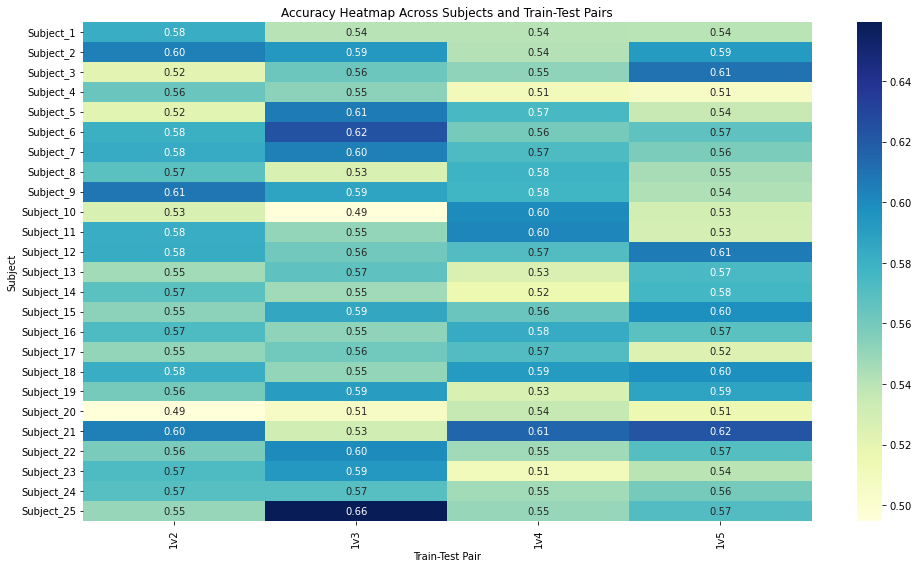 Accuracy Heatmap Across Subjects and Train-Test Pairs
Subject
Subject_1 0.58 0.54 0.54 0.54
Subject_2 0.60 0.59 0.54 0.59
Subject_3 0.52 0.56 0.55 0.61
Subject_4 0.56 0.55 0.51 0.51
Subject_5 0.52 0.61 0.57 0.54
Subject_6 0.58 0.62 0.56 0.57
Subject_7 0.58 0.60 0.57 0.56
Subject_8 0.57 0.53 0.58 0.55
Subject_9 0.61 0.59 0.58 0.54
Subject_10 0.53 0.49 0.60 0.53
Subject_11 0.58 0.55 0.60 0.53
Subject_12 0.58 0.56 0.57 0.61
Subject_13 0.55 0.57 0.53 0.57
Subject_14 0.57 0.55 0.52 0.58
Subject_15 0.55 0.59 0.56 0.60
Subject_16 0.57 0.55 0.58 0.57
Subject_17 0.55 0.56 0.57 0.52
Subject_18 0.58 0.55 0.59 0.60
Subject_19 0.56 0.59 0.53 0.59
Subject_20 0.49 0.51 0.54 0.51
Subject_21 0.60 0.53 0.61 0.62
Subject_22 0.56 0.60 0.55 0.57
Subject_23 0.57 0.59 0.51 0.54
Subject_24 0.57 0.57 0.55 0.56
Subject_25 0.55 0.66 0.55 0.57
1v2 1v3 1v4 1v5
Train-Test Pair
0.64
0.62
0.60
0.58
0.56
0.54
0.52
0.50